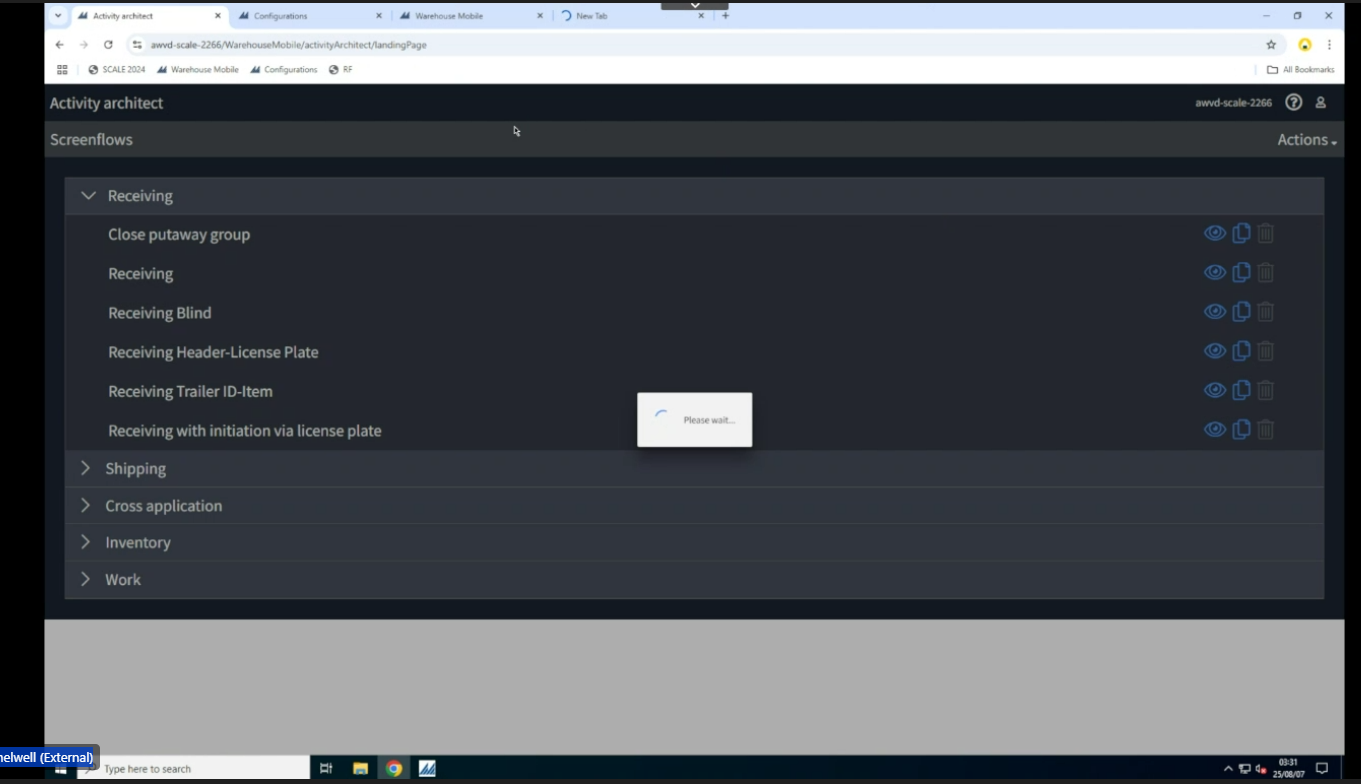 Activity architect
Configurations
Warehouse Mobile
New Tab
awvd-scale-2266/WarehouseMobile/activityArchitect/landingPage
SCALE 2024
Warehouse Mobile
Configurations
RF
All Bookmarks
Activity architect
awvd-scale-2266
Screenflows
Actions
Receiving
Close putaway group
Receiving
Receiving Blind
Receiving Header-License Plate
Receiving Trailer ID-Item
Please wait...
Receiving with initiation via license plate
Shipping
Cross application
Inventory
Work
nelwell (External)
Type here to search
03:31
25/08/07